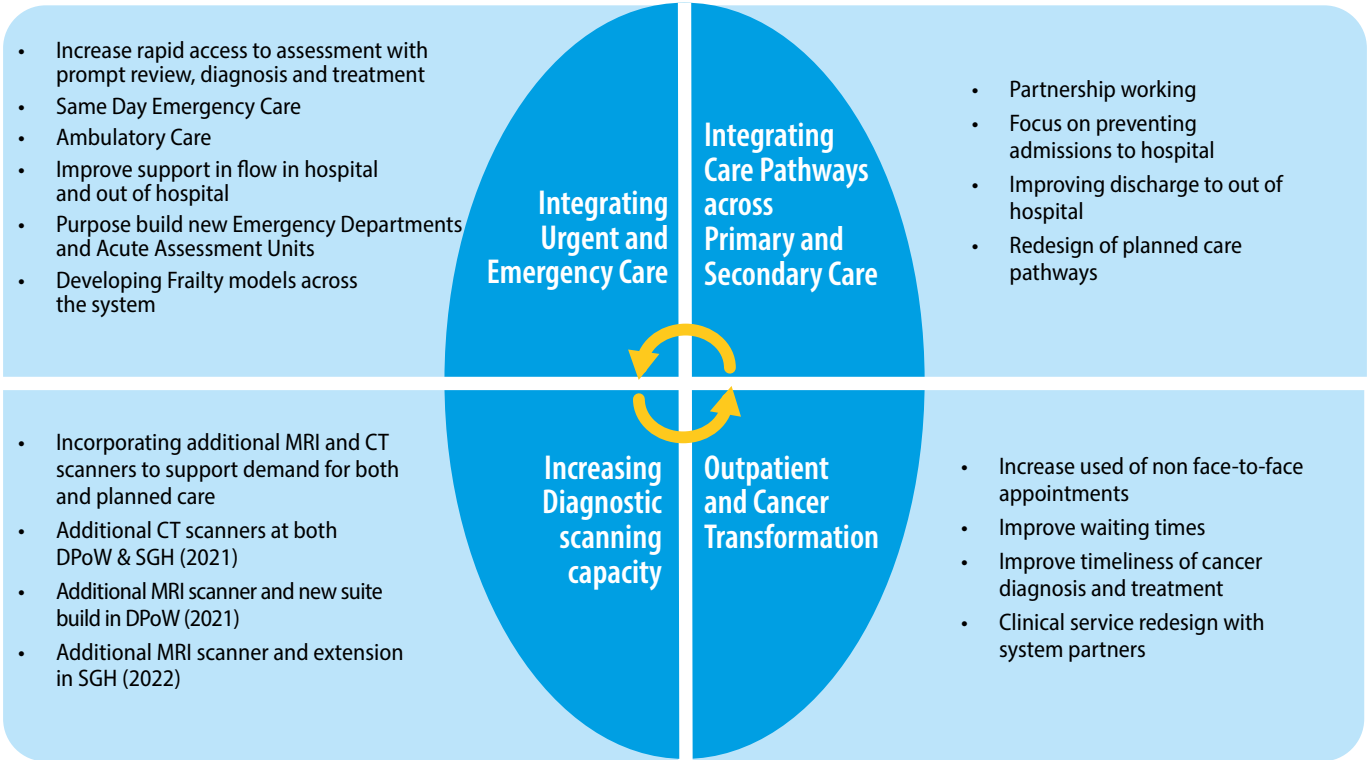 • Increase rapid access to assessment with
prompt review, diagnosis and treatment
• Same Day Emergency Care
• Ambulatory Care
• Improve support in flow in hospital
and out of hospital
• Purpose build new Emergency Departments
and Acute Assessment Units
• Developing Frailty models across
the system
Integrating
Urgent and
Emergency Care
Integrating
Care Pathways
across
Primary and
Secondary Care
• Partnership working
• Focus on preventing
admissions to hospital
• Improving discharge to out of
hospital
• Redesign of planned care
pathways
• Incorporating additional MRI and CT
scanners to support demand for both
and planned care
• Additional CT scanners at both
DPoW & SGH (2021)
• Additional MRI scanner and new suite
build in DPoW (2021)
• Additional MRI scanner and extension
in SGH (2022)
Increasing
Diagnostic
scanning
capacity
Outpatient
and Cancer
Transformation
• Increase used of non face-to-face
appointments
• Improve waiting times
• Improve timeliness of cancer
diagnosis and treatment
• Clinical service redesign with
system partners